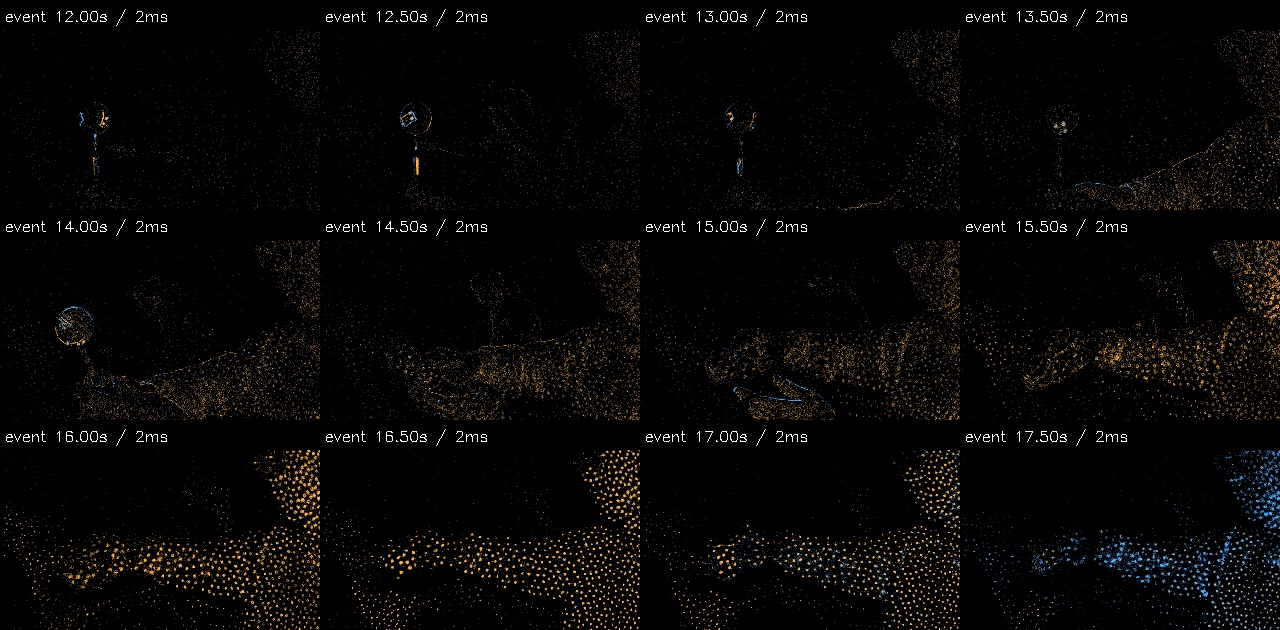 event 12.00s / 2ms
event 12.50s / 2ms
event 13.00s / 2ms
event 13.50s / 2ms
event 14.00s / 2ms
event 14.50s / 2ms
event 15.00s / 2ms
event 15.50s / 2ms
event 16.00s / 2ms
event 16.50s / 2ms
event 17.00s / 2ms
event 17.50s / 2ms